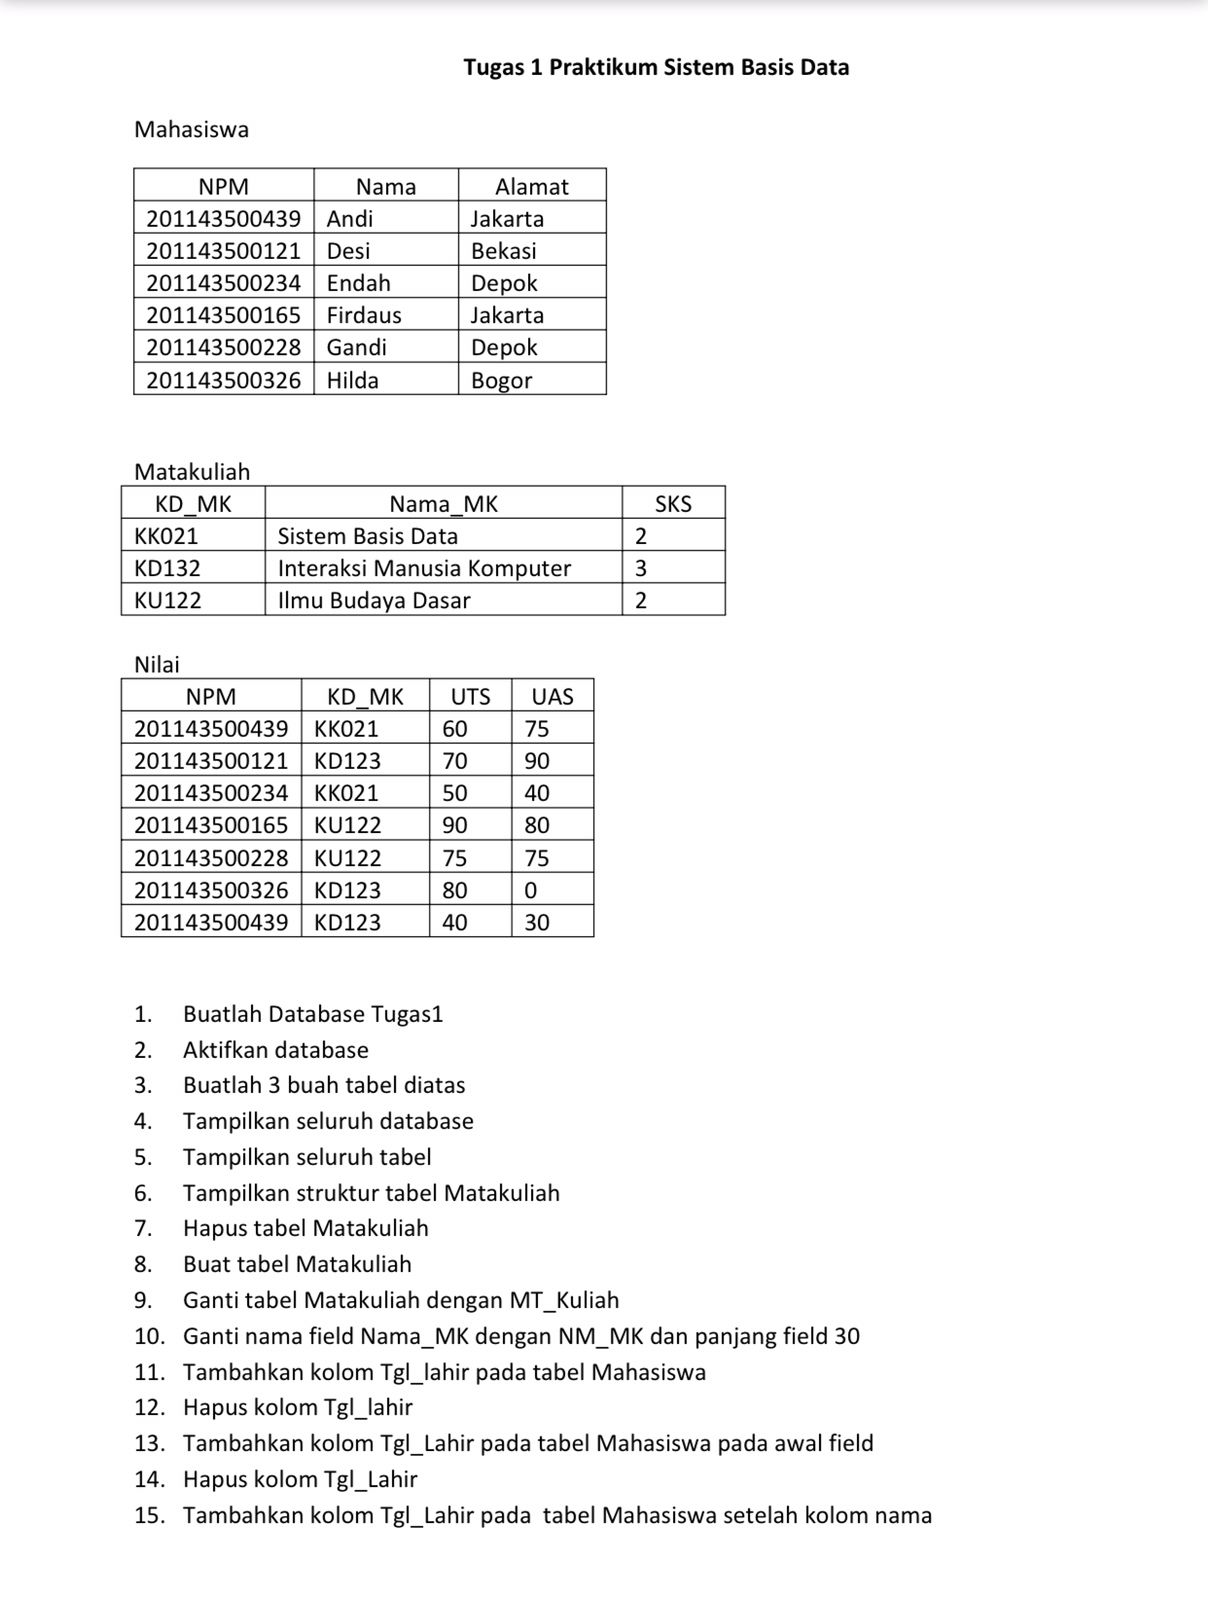 Tugas 1 Praktikum Sistem Basis Data
Mahasiswa
NPM Nama Alamat
201143500439 Andi Jakarta
201143500121 Desi Bekasi
201143500234 Endah Depok
201143500165 Firdaus Jakarta
201143500228 Gandi Depok
201143500326 Hilda Bogor
Matakuliah
KD_MK Nama_MK SKS
KK021 Sistem Basis Data 2
KD132 Interaksi Manusia Komputer 3
KU122 Ilmu Budaya Dasar 2
Nilai
NPM KD_MK UTS UAS
201143500439 KK021 60 75
201143500121 KD123 70 90
201143500234 KK021 50 40
201143500165 KU122 90 80
201143500228 KU122 75 75
201143500326 KD123 80 0
201143500439 KD123 40 30
1. Buatlah Database Tugas1
2. Aktifkan database
3. Buatlah 3 buah tabel diatas
4. Tampilkan seluruh database
5. Tampilkan seluruh tabel
6. Tampilkan struktur tabel Matakuliah
7. Hapus tabel Matakuliah
8. Buat tabel Matakuliah
9. Ganti tabel Matakuliah dengan MT_Kuliah
10. Ganti nama field Nama_MK dengan NM_MK dan panjang field 30
11. Tambahkan kolom Tgl_lahir pada tabel Mahasiswa
12. Hapus kolom Tgl_lahir
13. Tambahkan kolom Tgl_Lahir pada tabel Mahasiswa pada awal field
14. Hapus kolom Tgl_Lahir
15. Tambahkan kolom Tgl_Lahir pada tabel Mahasiswa setelah kolom nama